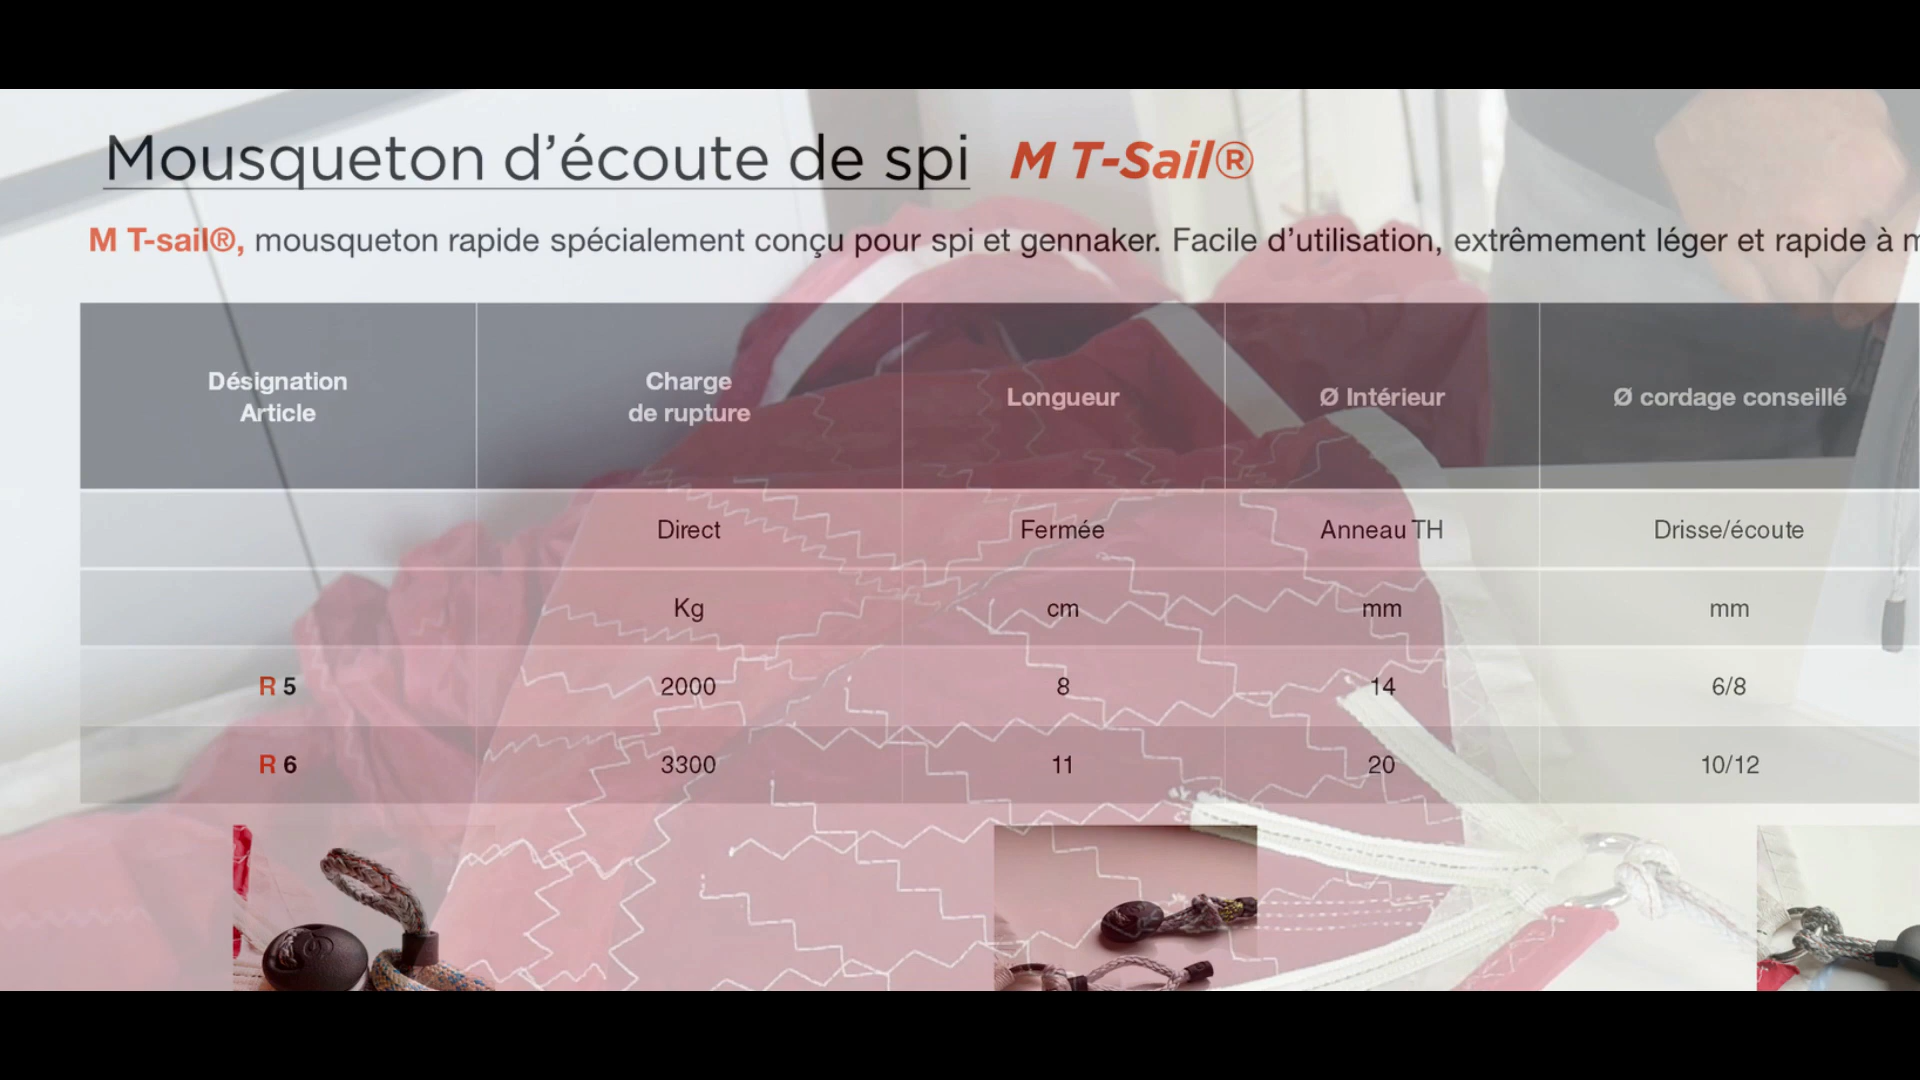 Mousqueton d’écoute de spi M T-Sail®
M T-sail®, mousqueton rapide spécialement conçu pour spi et gennaker. Facile d’utilisation, extrêmement léger et rapide à
Désignation Article Charge de rupture Longueur Ø Intérieur Ø cordage conseillé
Direct Fermée Anneau TH Drisse/écoute
Kg cm mm mm
R 5 2000 8 14 6/8
R 6 3300 11 20 10/12